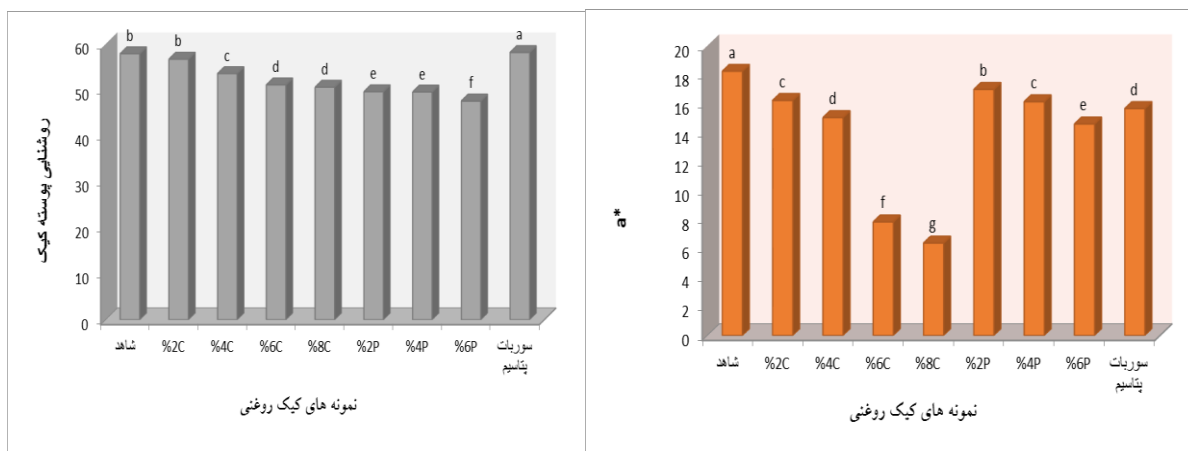 روشنایی پوسته کیک
60
50
40
30
20
10
0
b b c d d e e f a
شاهد %2C %4C %6C %8C %2P %4P %6P سوربات
پتاسیم
نمونه های کیک روغنی
a*
20
18
16
14
12
10
8
6
4
2
0
a c d f g b c e d
شاهد %2C %4C %6C %8C %2P %4P %6P سوربات
پتاسیم
نمونه های کیک روغنی